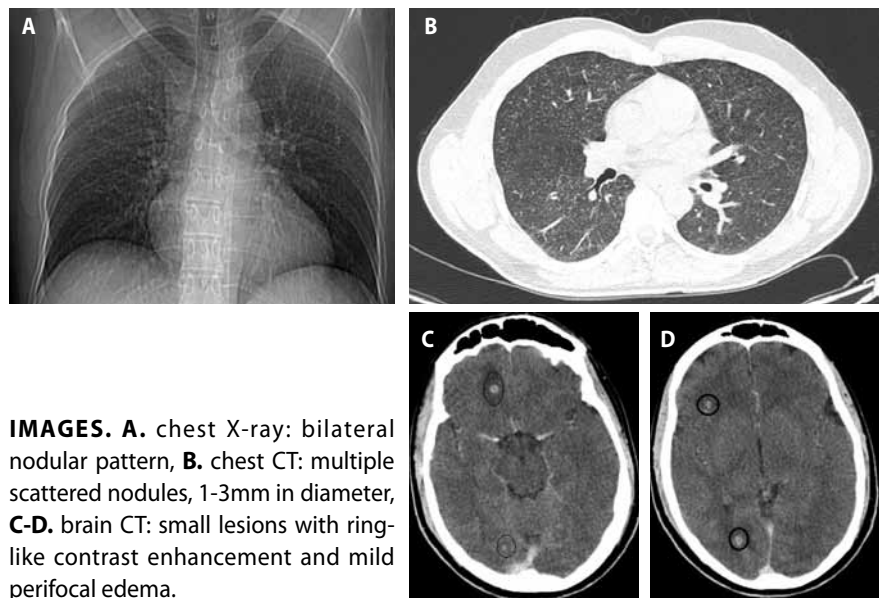 A
B
C
D
IMAGES. A. chest X-ray: bilateral
nodular pattern, B. chest CT: multiple
scattered nodules, 1-3mm in diameter,
C-D. brain CT: small lesions with ring-
like contrast enhancement and mild
perifocal edema.